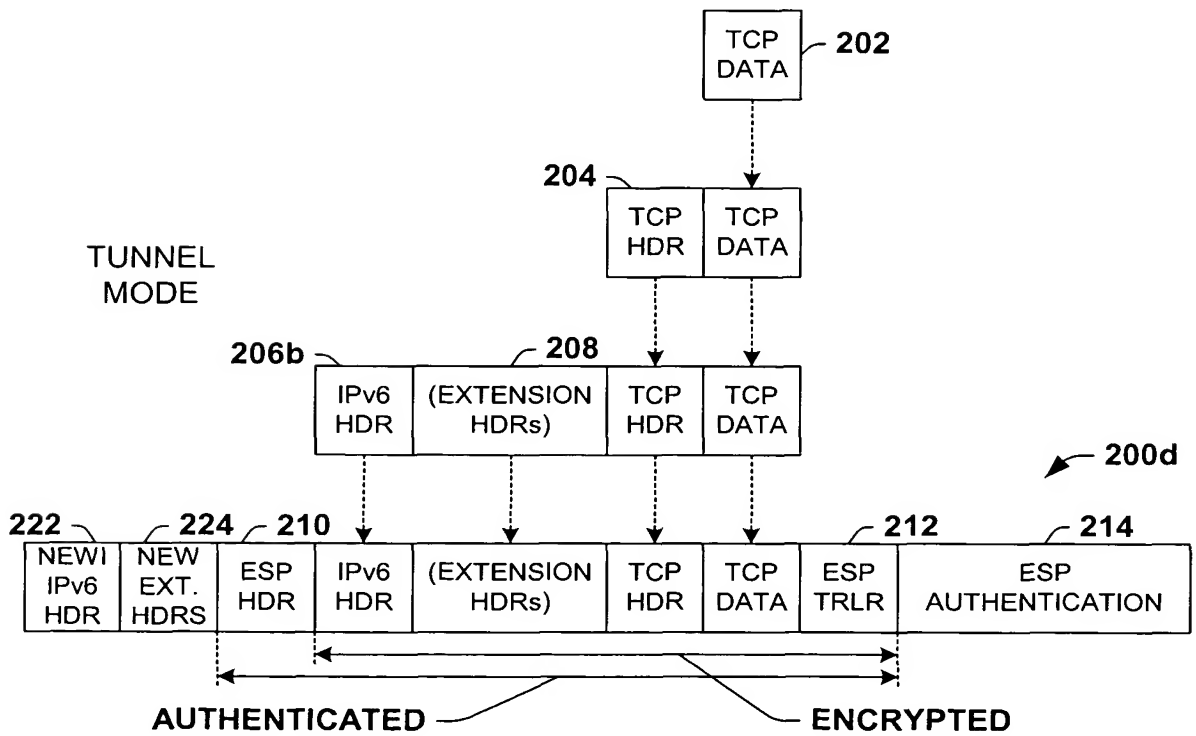 TCP
DATA
202
204
TCP
HDR
TCP
DATA
TUNNEL
MODE
206b
208
IPv6
HDR
(EXTENSION
HDRs)
TCP
HDR
TCP
DATA
200d
222
224
210
212
214
NEWI
IPv6
HDR
NEW
EXT.
HDRS
ESP
HDR
IPv6
HDR
(EXTENSION
HDRs)
TCP
HDR
TCP
DATA
ESP
TRLR
ESP
AUTHENTICATION
AUTHENTICATED
ENCRYPTED